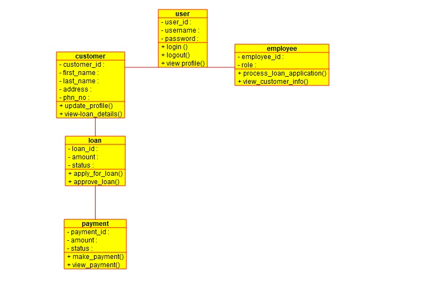 user
- user_id :
- username :
- password :
+ login ()
+ logout()
+ view profile()
customer
- customer_id :
- first_name :
- last_name :
- address :
- phn_no :
+ update_profile()
+ view-loan_details()
employee
- employee_id :
- role :
+ process_loan_application()
+ view_customer_info()
loan
- loan_id :
- amount :
- status :
+ apply_for_loan()
+ approve_loan()
payment
- payment_id :
- amount :
- status :
+ make_payment()
+ view_payment()